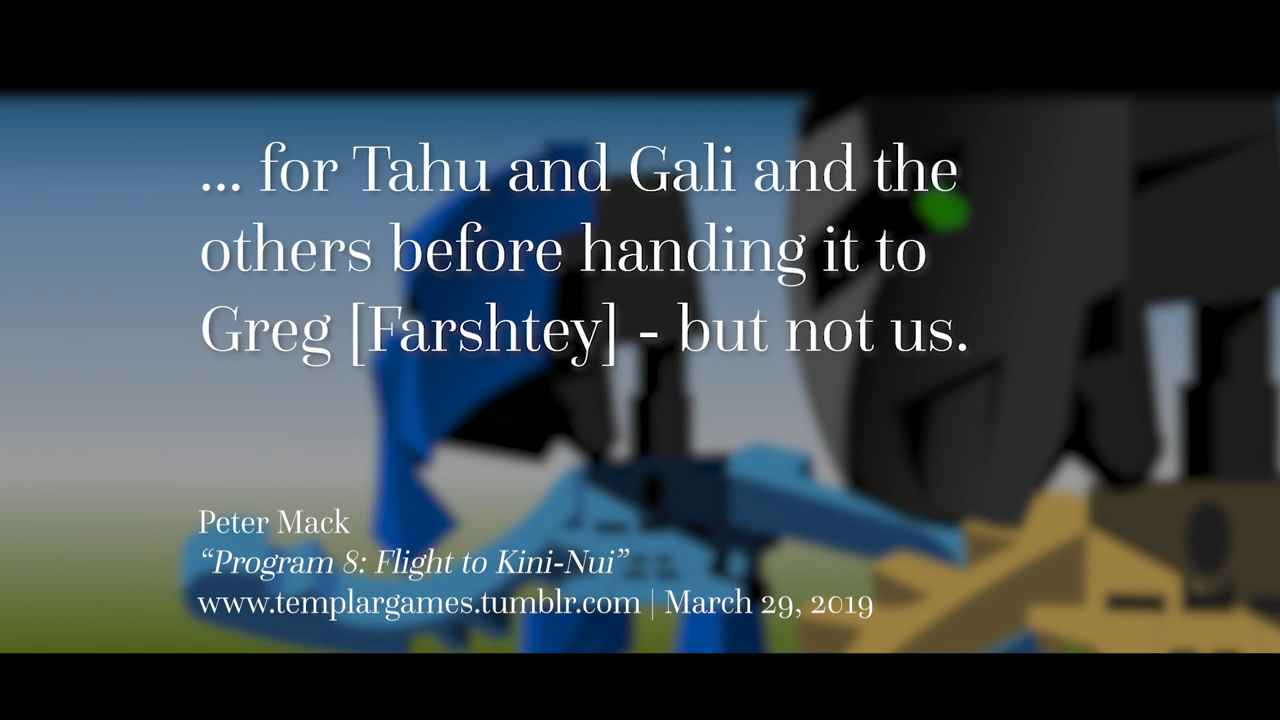 ... for Tahu and Gali and the
others before handing it to
Greg [Farshtey] - but not us.
Peter Mack
“Program 8: Flight to Kini-Nui”
www.templargames.tumblr.com | March 29, 2019